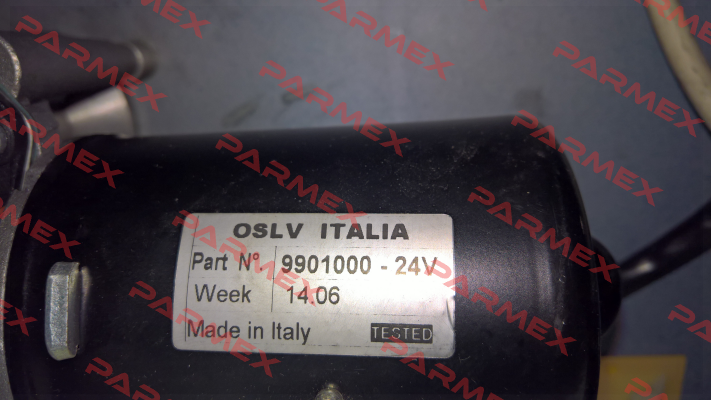 OSLV ITALIA
Part N°. 9901000 - 24V
Week 14.06
Made in Italy TESTED
PARMEX